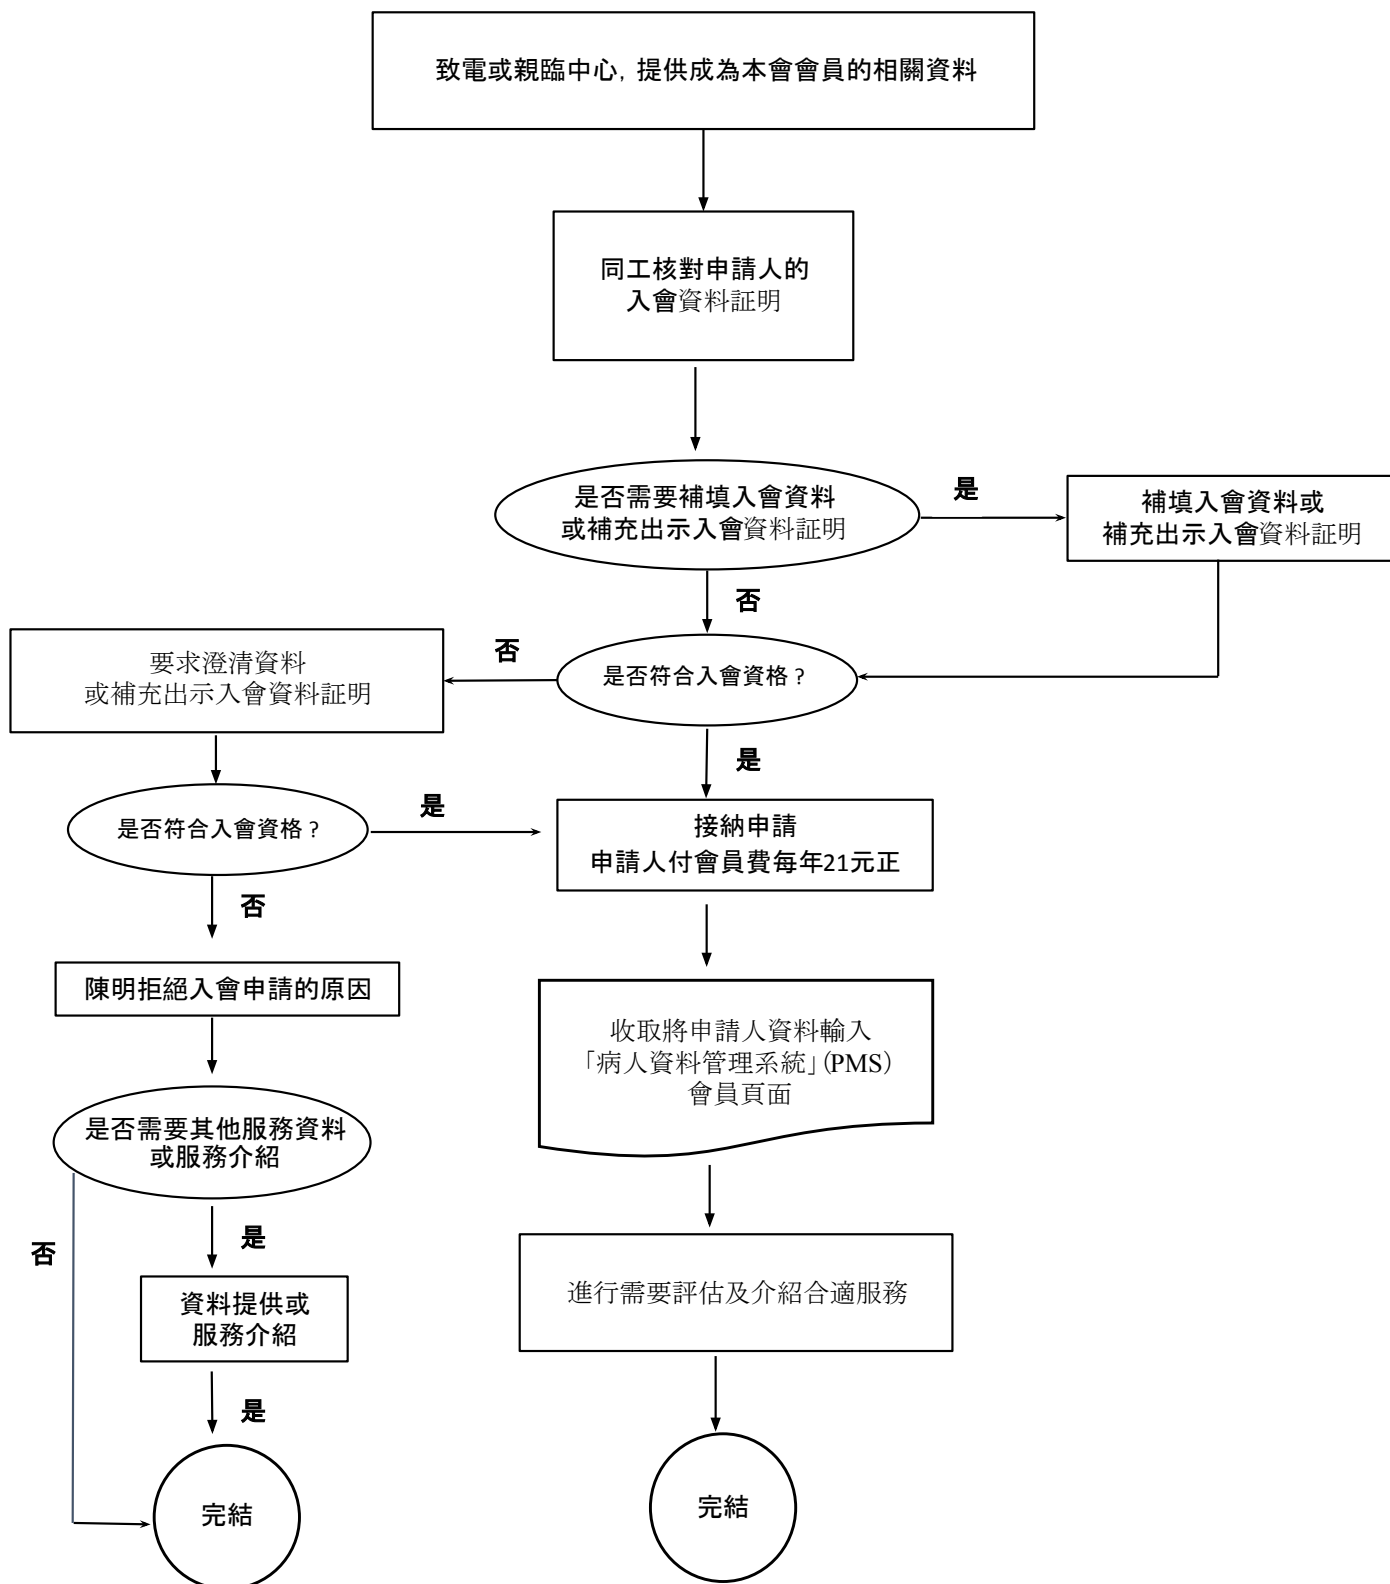 致電或親臨中心，提供成為本會會員的相關資料
同工核對申請人的
入會資料証明
是否需要補填入會資料
或補充出示入會資料証明
是
補填入會資料或
補充出示入會資料証明
否
是否符合入會資格？
否
要求澄清資料
或補充出示入會資料証明
是
是否符合入會資格？
是
接納申請
申請人付會員費每年21元正
否
陳明拒絕入會申請的原因
收取將申請人資料輸入
「病人資料管理系統」(PMS)
會員頁面
是否需要其他服務資料
或服務介紹
否
是
資料提供或
服務介紹
進行需要評估及介紹合適服務
是
完結
完結